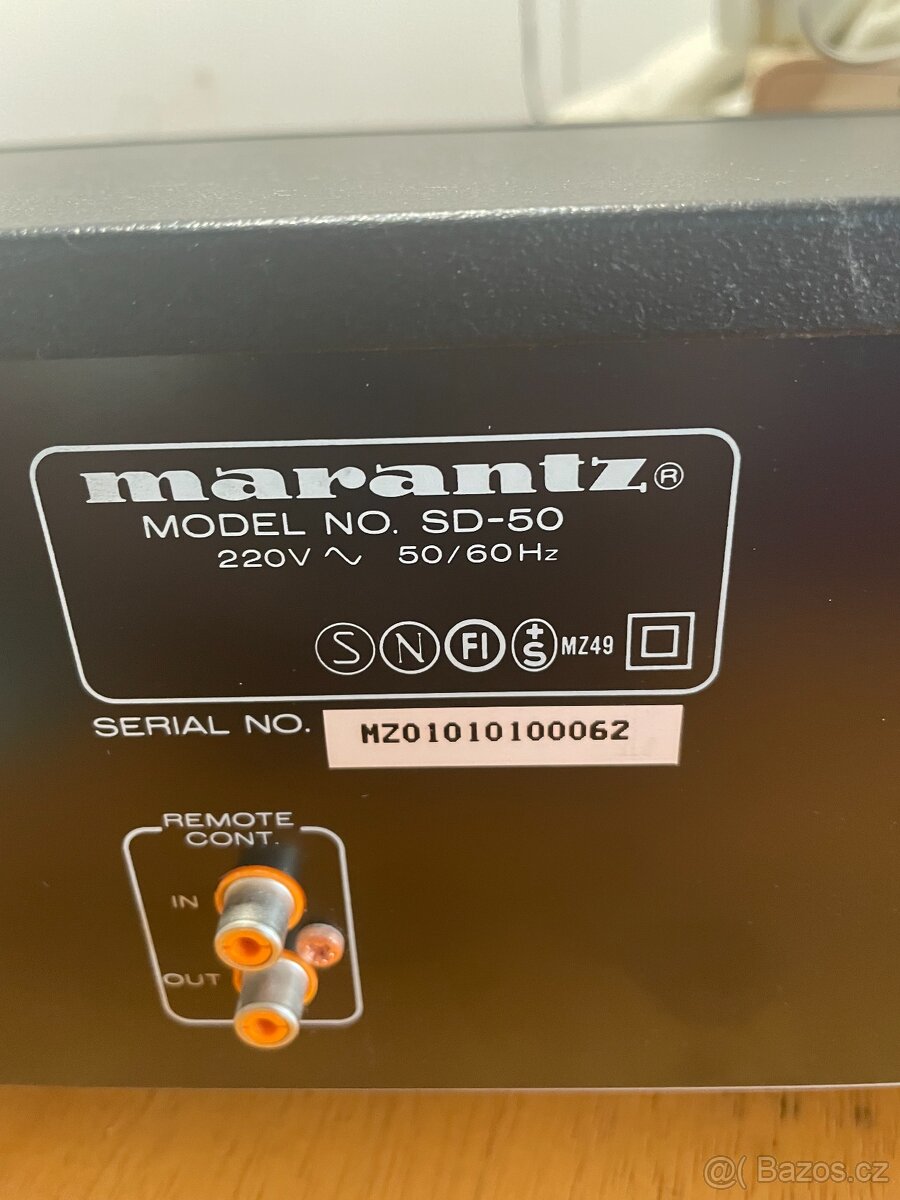 marantz®
MODEL NO. SD-50
220V ∿ 50/60Hz
S N FI +S MZ49
SERIAL NO. MZ01010100062
REMOTE
CONT.
IN
OUT
@( Bazos.cz